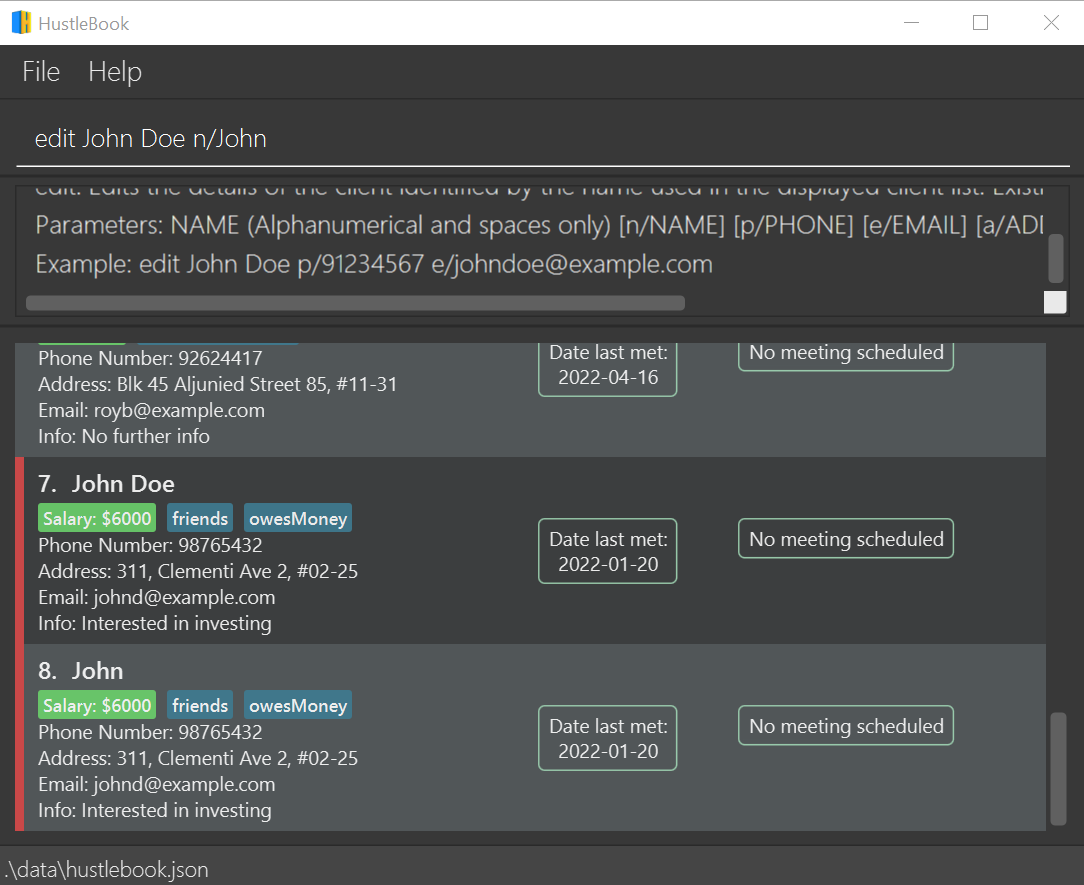 HustleBook
File Help
edit John Doe n/John
edit: Edits the details of the client identified by the name used in the displayed client list. Existi
Parameters: NAME (Alphanumerical and spaces only) [n/NAME] [p/PHONE] [e/EMAIL] [a/ADD
Example: edit John Doe p/91234567 e/johndoe@example.com
Phone Number: 92624417
Address: Blk 45 Aljunied Street 85, #11-31
Email: royb@example.com
Info: No further info
Date last met:
2022-04-16
No meeting scheduled
7. John Doe
Salary: $6000 friends owesMoney
Phone Number: 98765432
Address: 311, Clementi Ave 2, #02-25
Email: johnd@example.com
Info: Interested in investing
Date last met:
2022-01-20
No meeting scheduled
8. John
Salary: $6000 friends owesMoney
Phone Number: 98765432
Address: 311, Clementi Ave 2, #02-25
Email: johnd@example.com
Info: Interested in investing
Date last met:
2022-01-20
No meeting scheduled
.\data\hustlebook.json